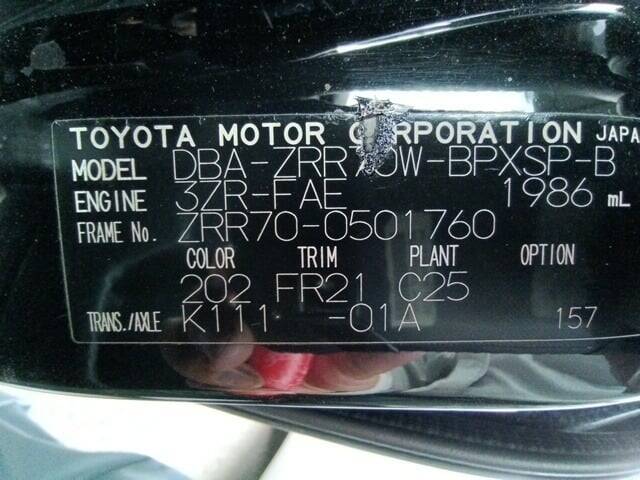 TOYOTA MOTOR CORPORATION JAPA
MODEL DBA-ZRR70W-BPXSP-B
ENGINE 3ZR-FAE 1986 mL
FRAME No. ZRR70-0501760
COLOR TRIM PLANT OPTION
202 FR21 C25
TRANS./AXLE K111 -01A 157